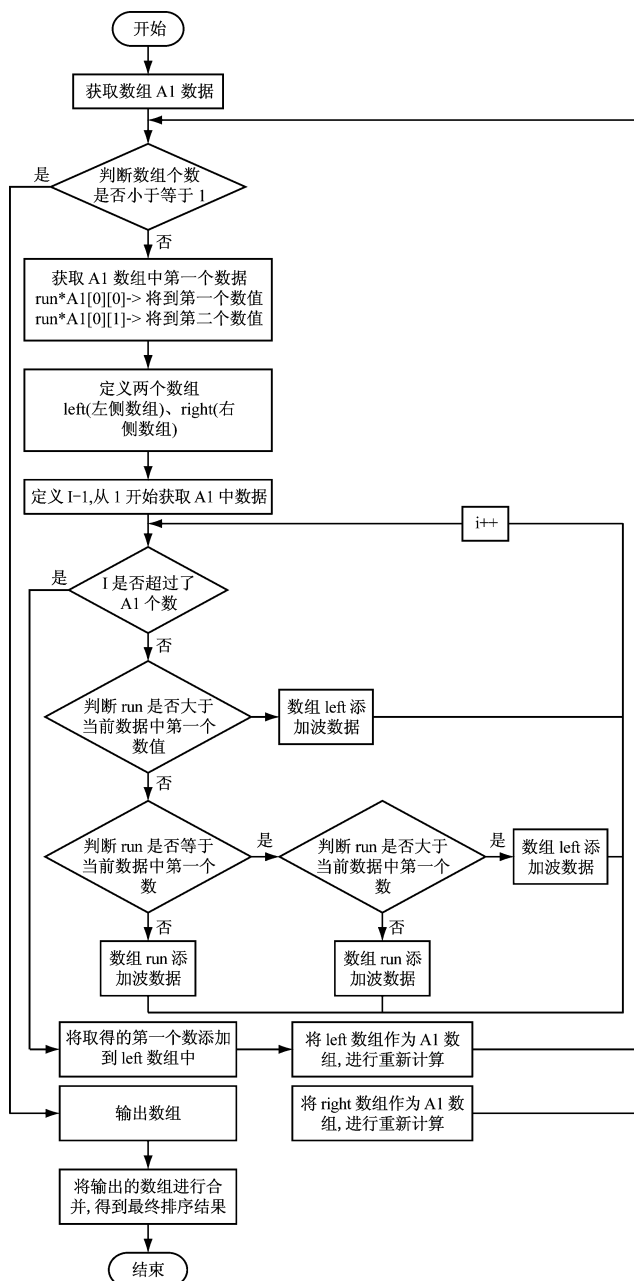 开始
获取数组 A1 数据
判断数组个数
是否小于等于 1
是
否
获取 A1 数组中第一个数据
run*A1[0][0]-> 将到第一个数值
run*A1[0][1]-> 将到第二个数值
定义两个数组
left(左侧数组)、right(右
侧数组)
定义 I-1,从 1 开始获取 A1 中数据
i++
I 是否超过了
A1 个数
是
否
判断 run 是否大于
当前数据中第一个
数值
数组 left 添
加波数据
否
判断 run 是否等于
当前数据中第一个
数
是
判断 run 是否大于
当前数据中第一个
数
是
数组 left 添
加波数据
否
否
数组 run 添
加波数据
数组 run 添
加波数据
将取得的第一个数添加
到 left 数组中
将 left 数组作为 A1 数
组,进行重新计算
输出数组
将 right 数组作为 A1 数
组,进行重新计算
将输出的数组进行合
并,得到最终排序结果
结束